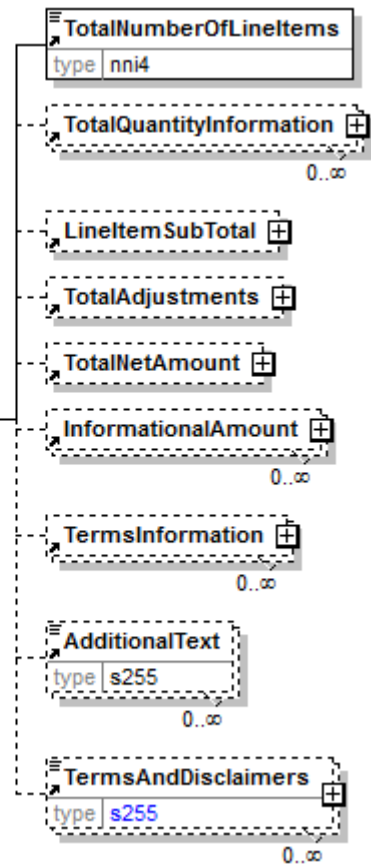 TotalNumberOfLineItems
type nni4
TotalQuantityInformation
0..∞
LineItemSubTotal
TotalAdjustments
TotalNetAmount
InformationalAmount
0..∞
TermsInformation
0..∞
AdditionalText
type s255
0..∞
TermsAndDisclaimers
type s255
0..∞